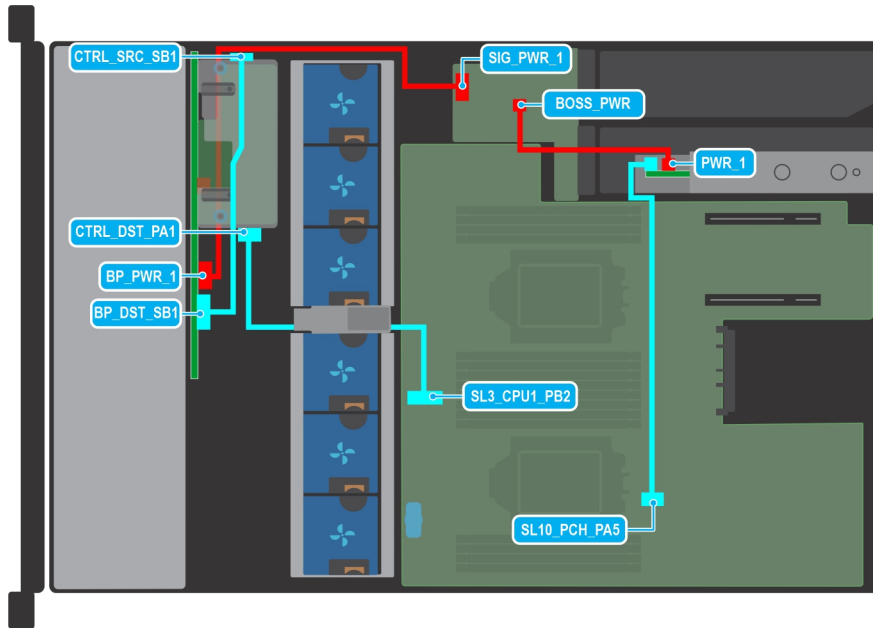 CTRL_SRC_SB1
SIG_PWR_1
BOSS_PWR
PWR_1
CTRL_DST_PA1
BP_PWR_1
BP_DST_SB1
SL3_CPU1_PB2
SL10_PCH_PA5